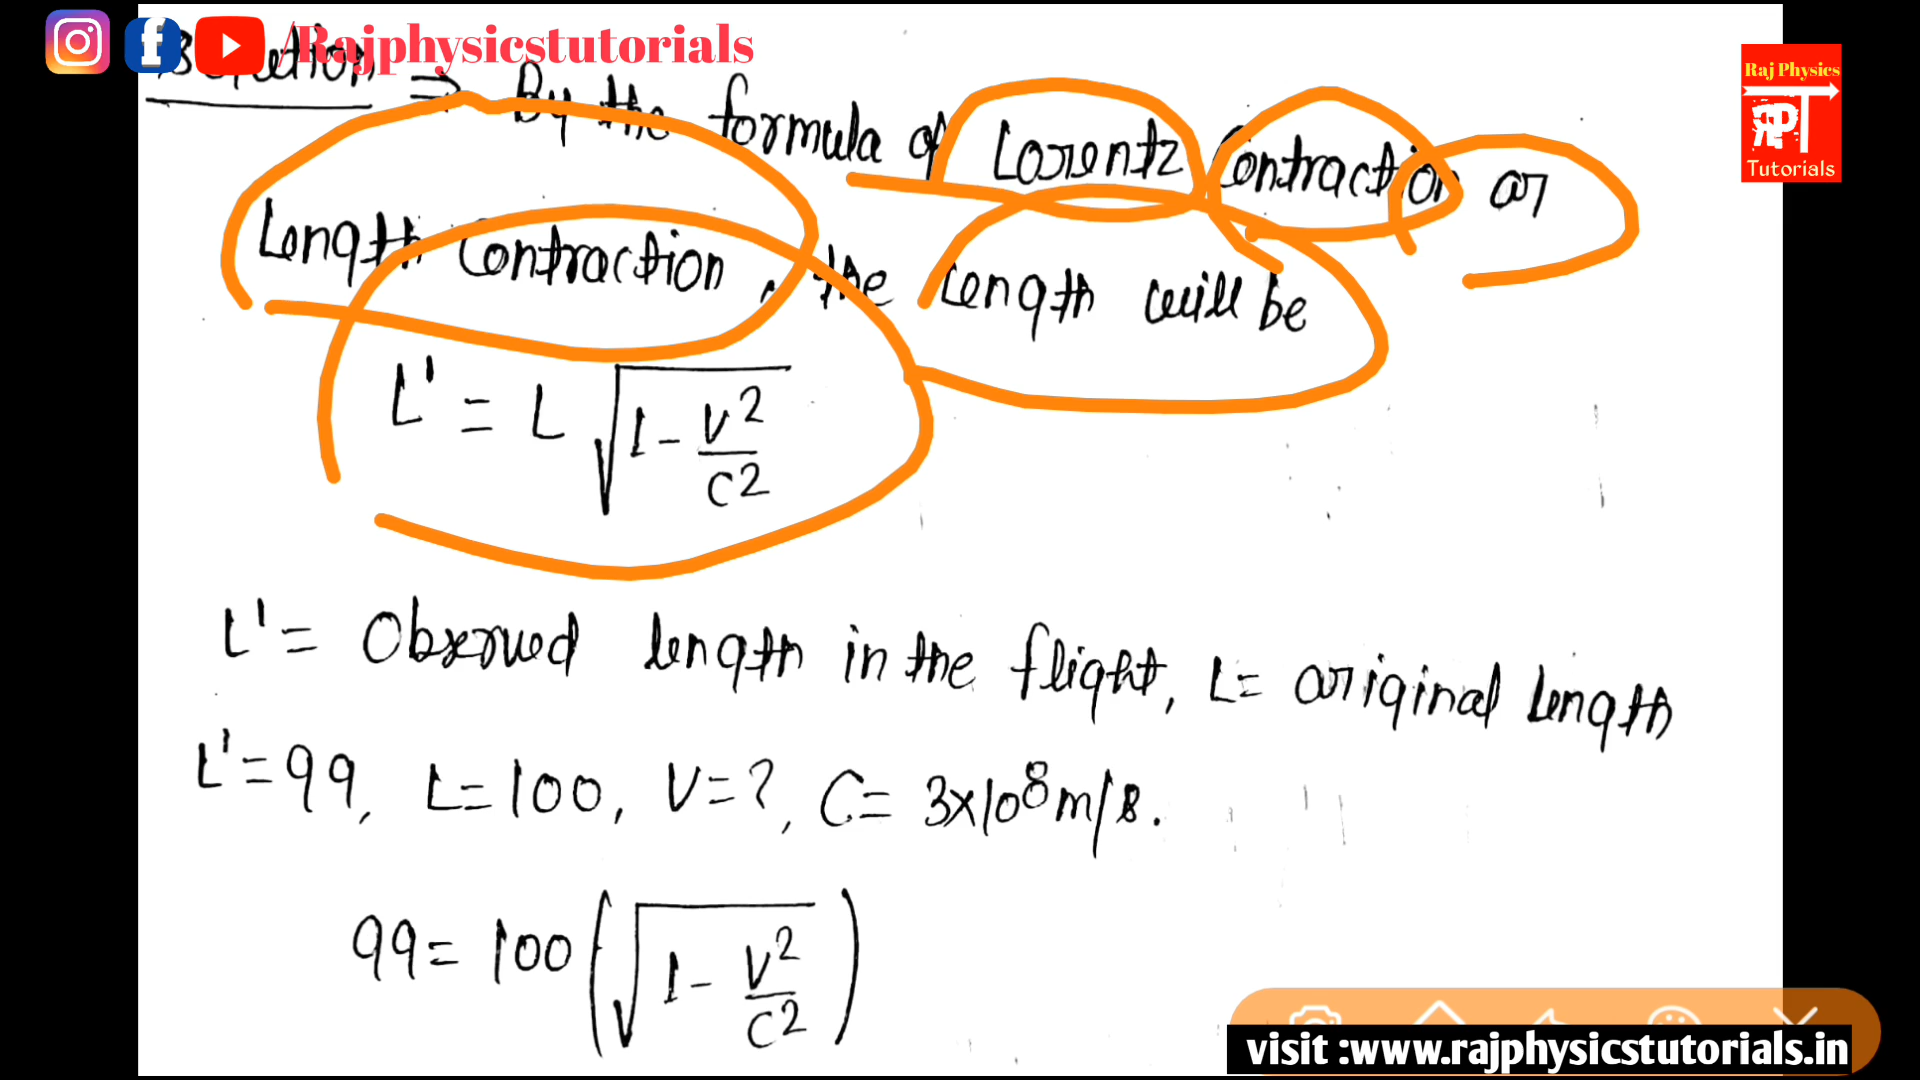 /Rajphysicstutorials
Solution ⇒ By the formula of Lorentz Contraction or
Raj Physics
RPT
Tutorials
Length Contraction, the Length will be
L' = L √(1 - V²/C²)
L' = Observed length in the flight, L = original length
L' = 99, L = 100, V = ?, C = 3×10⁸ m/s.
99 = 100 (√(1 - V²/C²))
visit :www.rajphysicstutorials.in